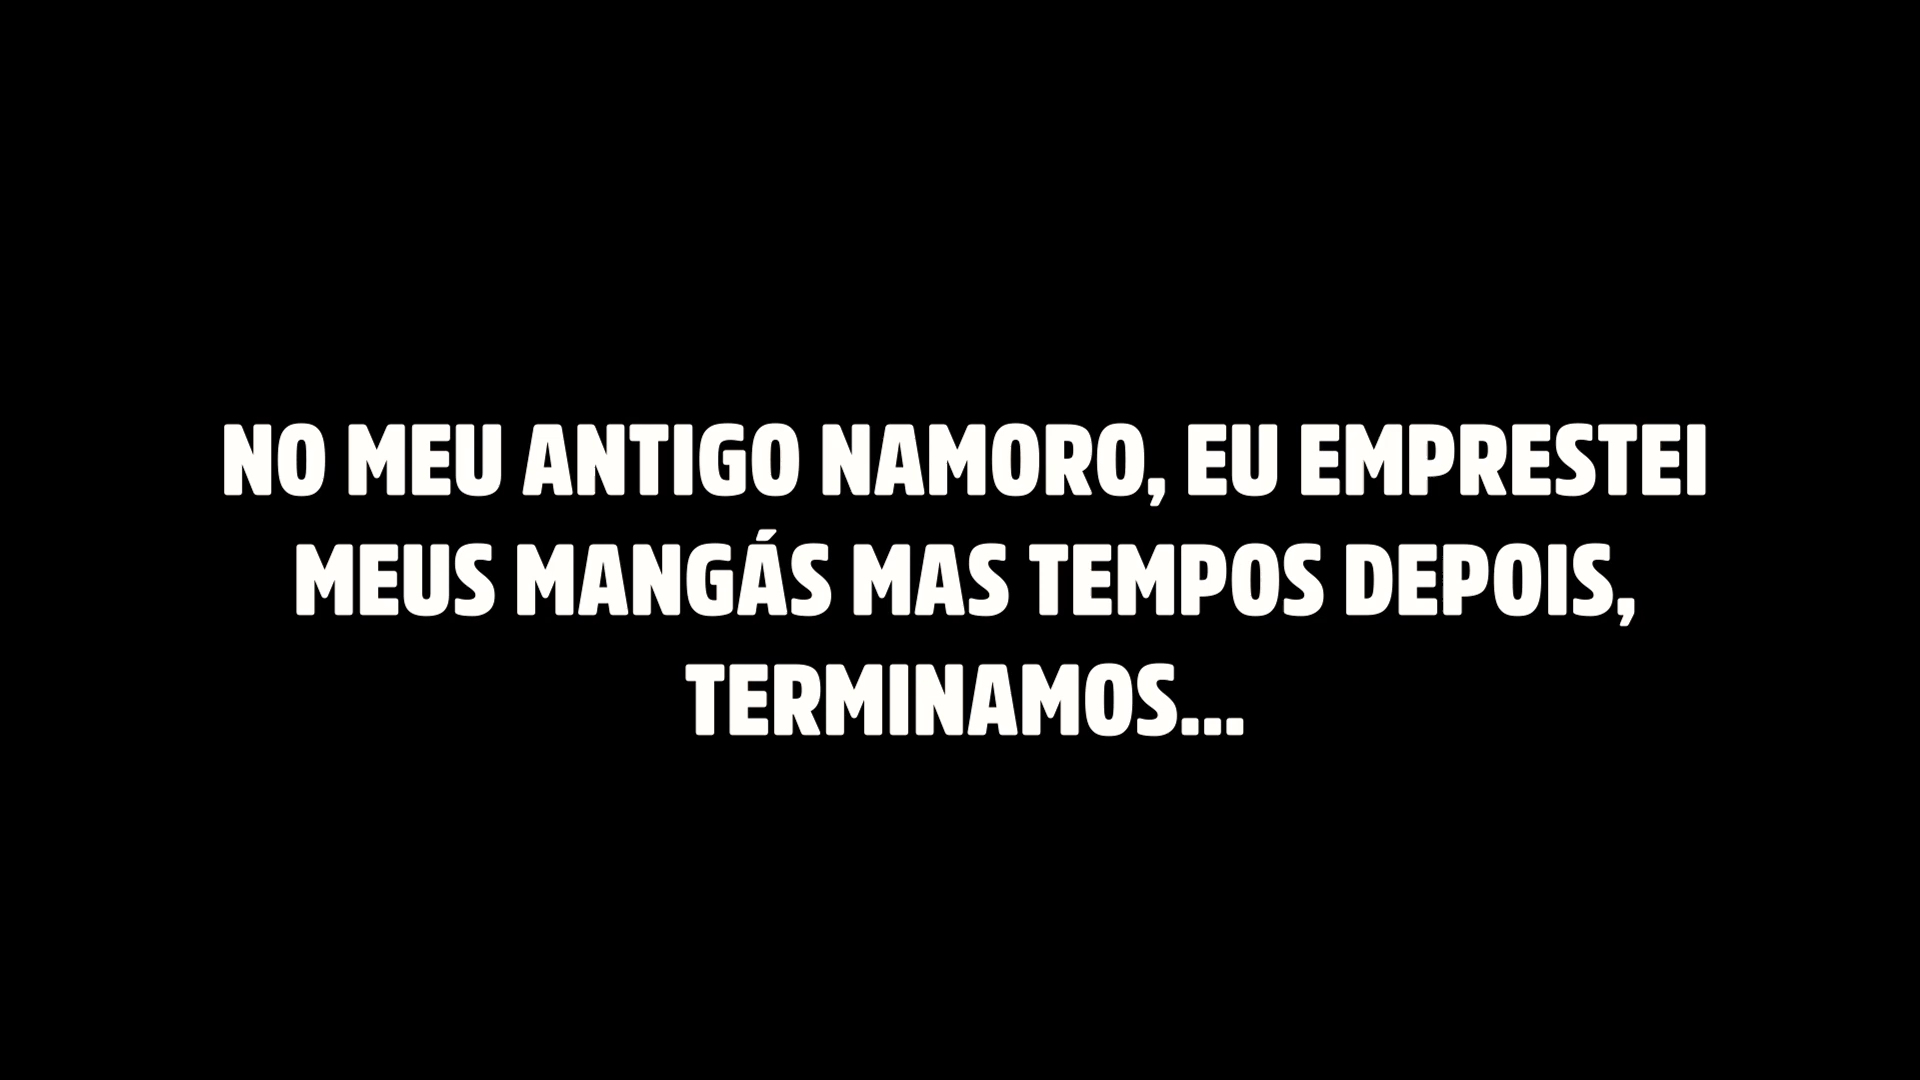 NO MEU ANTIGO NAMORO, EU EMPRESTEI
MEUS MANGÁS MAS TEMPOS DEPOIS,
TERMINAMOS...